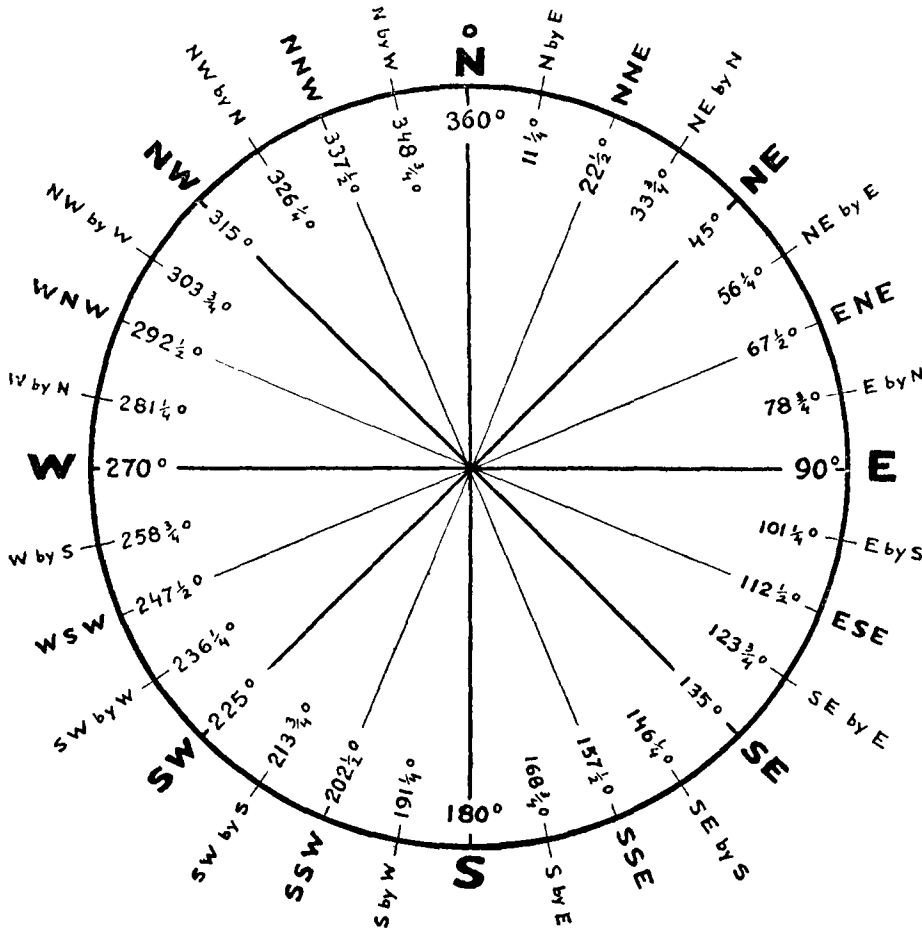 O
N
360°
N by E
11¼°
NNE
22½°
NE by N
33¾°
NE
45°
NE by E
56¼°
ENE
67½°
E by N
78¾°
E
90°
E by S
101¼°
ESE
112½°
SE by E
123¾°
SE
135°
SE by S
146¼°
SSE
157½°
S by E
168¾°
S
180°
S by W
191¼°
SSW
202½°
SW by S
213¾°
SW
225°
SW by W
236¼°
WSW
247½°
W by S
258¾°
W
270°
W by N
281¼°
WNW
292½°
NW by W
303¾°
NW
315°
NW by N
326¼°
NNW
337½°
N by W
348¾°